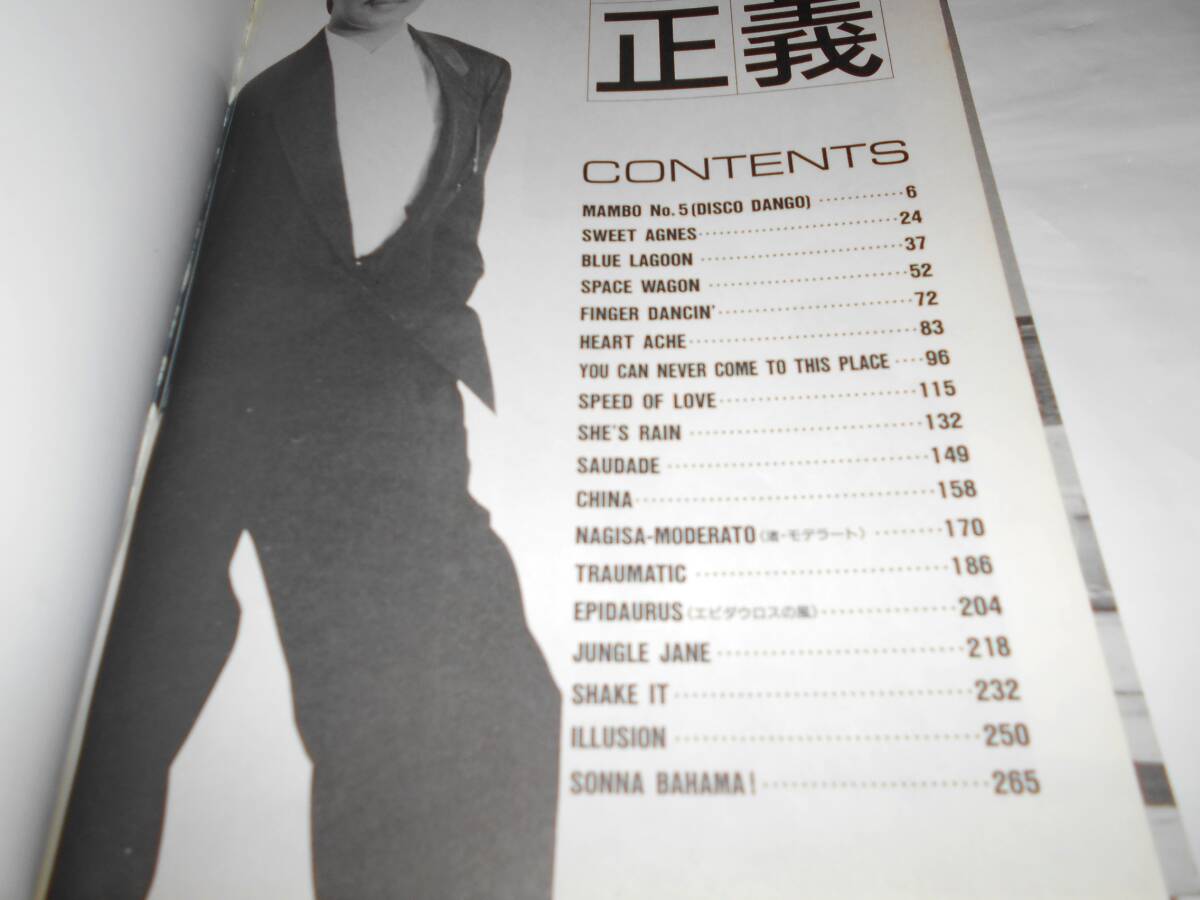 正義
CONTENTS
MAMBO No. 5 (DISCO DANGO) ············6
SWEET AGNES····························24
BLUE LAGOON ····························37
SPACE WAGON ···························52
FINGER DANCIN'··························72
HEART ACHE······························83
YOU CAN NEVER COME TO THIS PLACE ····96
SPEED OF LOVE·························115
SHE'S RAIN ·····························132
SAUDADE ································149
CHINA····································158
NAGISA-MODERATO〈渚・モデラート〉 ········170
TRAUMATIC ······························186
EPIDAURUS〈エピダウロスの風〉···············204
JUNGLE JANE ···························218
SHAKE IT·································232
ILLUSION ·································250
SONNA BAHAMA!·························265